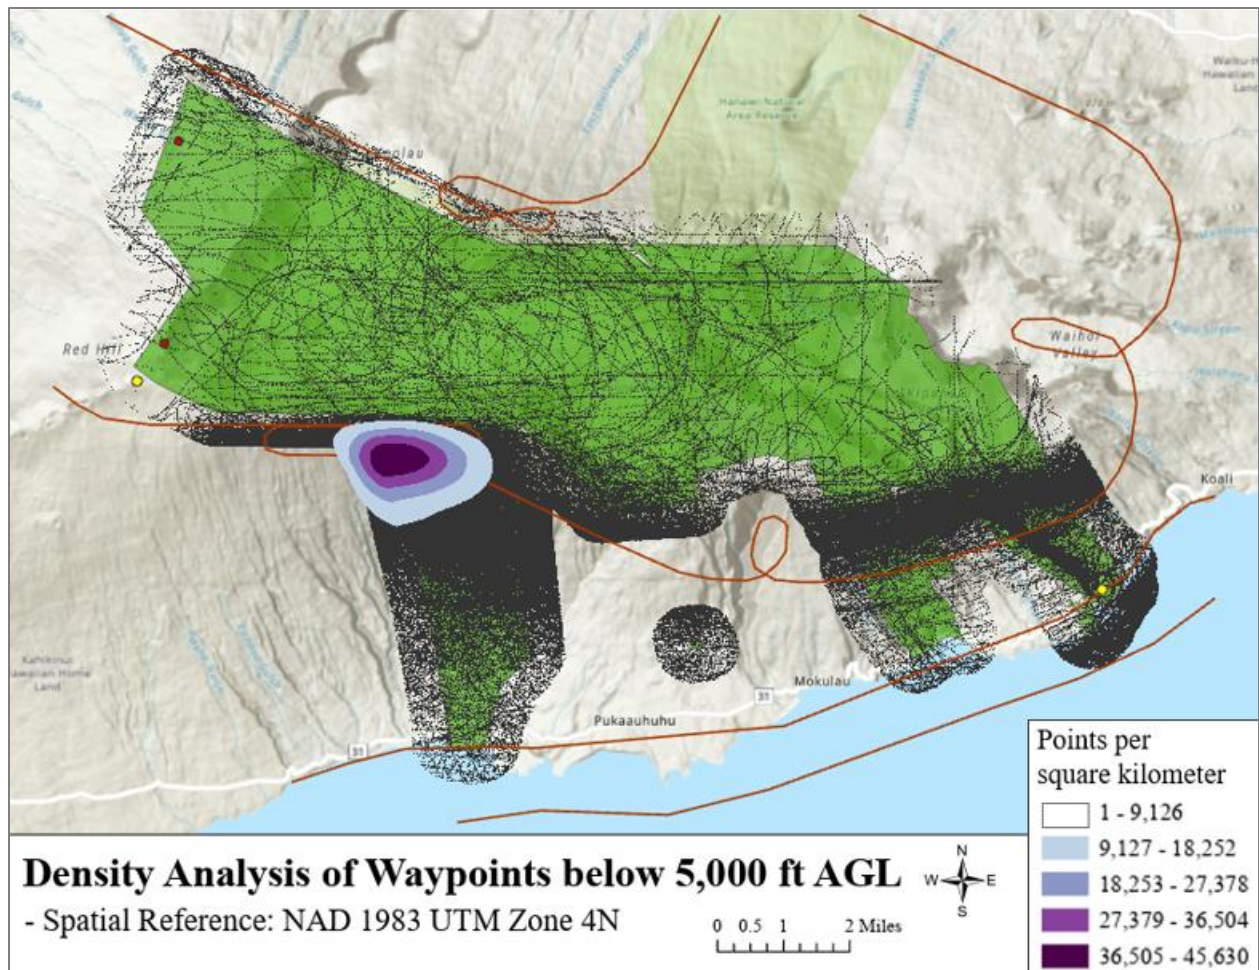 Hanawi Natural
Area Reserve
Gulch
Red Hill
Waihoi
Valley
Koali
Kahikinui
Hawaiian Home
Land
31
Mokulau
31
Pukaauhuhu
Points per
square kilometer
1 - 9,126
9,127 - 18,252
18,253 - 27,378
27,379 - 36,504
36,505 - 45,630
Density Analysis of Waypoints below 5,000 ft AGL
- Spatial Reference: NAD 1983 UTM Zone 4N
N
W E
S
0 0.5 1 2 Miles